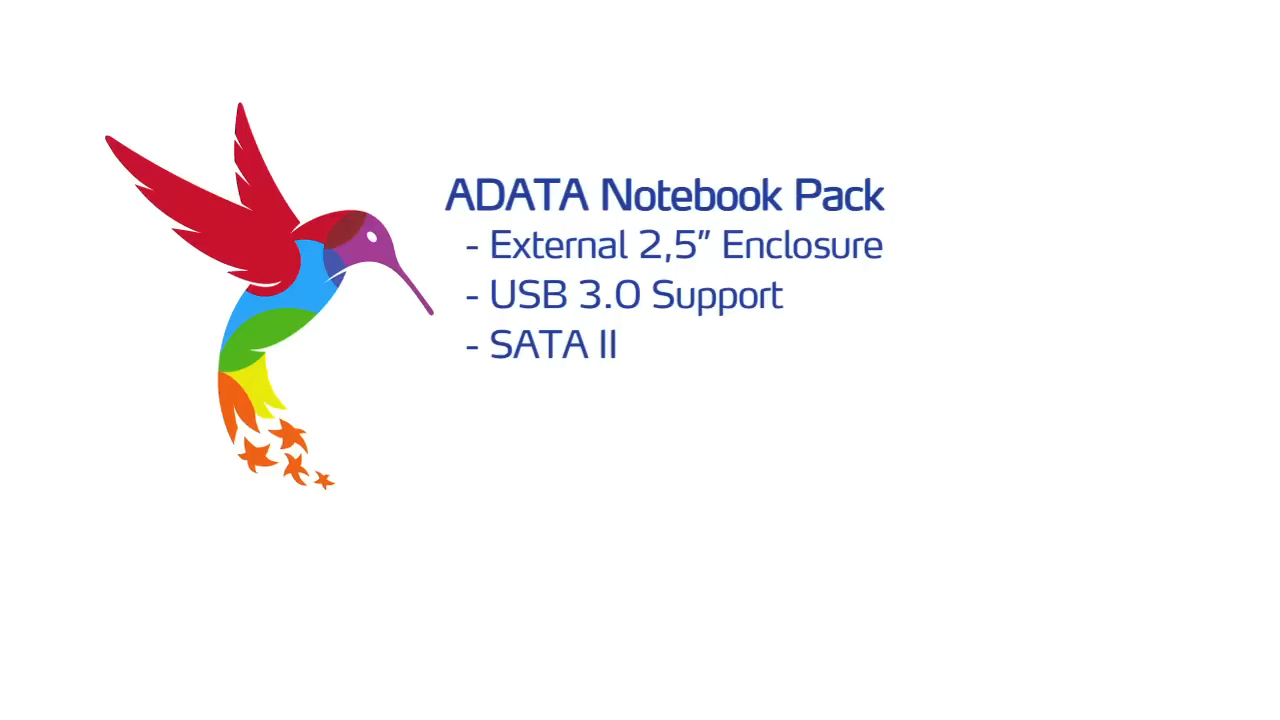 ADATA Notebook Pack
- External 2,5” Enclosure
- USB 3.0 Support
- SATA II